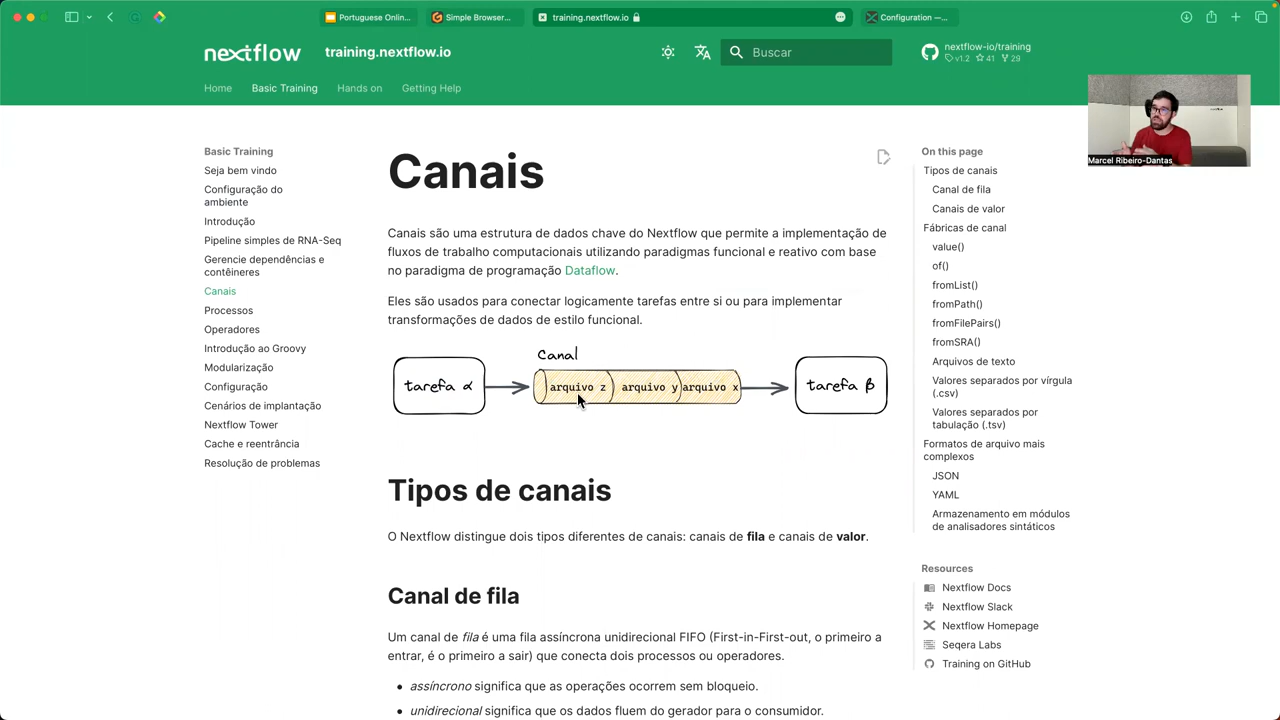 Portuguese Onlin...
Simple Browser...
training.nextflow.io
Configuration —...
nextflow
training.nextflow.io
Buscar
nextflow-io/training
v1.2 41 28
Home
Basic Training
Hands on
Getting Help
Marcel Ribeiro-Dantas
Basic Training
Seja bem vindo
Configuração do
ambiente
Introdução
Pipeline simples de RNA-Seq
Gerencie dependências e
contêineres
Canais
Processos
Operadores
Introdução ao Groovy
Modularização
Configuração
Cenários de implantação
Nextflow Tower
Cache e reentrância
Resolução de problemas
Canais
Canais são uma estrutura de dados chave do Nextflow que permite a implementação de
fluxos de trabalho computacionais utilizando paradigmas funcional e reativo com base
no paradigma de programação Dataflow.
Eles são usados para conectar logicamente tarefas entre si ou para implementar
transformações de dados de estilo funcional.
Canal
tarefa α
arquivo z
arquivo y
arquivo x
tarefa β
Tipos de canais
O Nextflow distingue dois tipos diferentes de canais: canais de fila e canais de valor.
Canal de fila
Um canal de fila é uma fila assíncrona unidirecional FIFO (First-in-First-out, o primeiro a
entrar, é o primeiro a sair) que conecta dois processos ou operadores.
• assíncrono significa que as operações ocorrem sem bloqueio.
• unidirecional significa que os dados fluem do gerador para o consumidor.
On this page
Tipos de canais
Canal de fila
Canais de valor
Fábricas de canal
value()
of()
fromList()
fromPath()
fromFilePairs()
fromSRA()
Arquivos de texto
Valores separados por vírgula
(.csv)
Valores separados por
tabulação (.tsv)
Formatos de arquivo mais
complexos
JSON
YAML
Armazenamento em módulos
de analisadores sintáticos
Resources
Nextflow Docs
Nextflow Slack
Nextflow Homepage
Seqera Labs
Training on GitHub